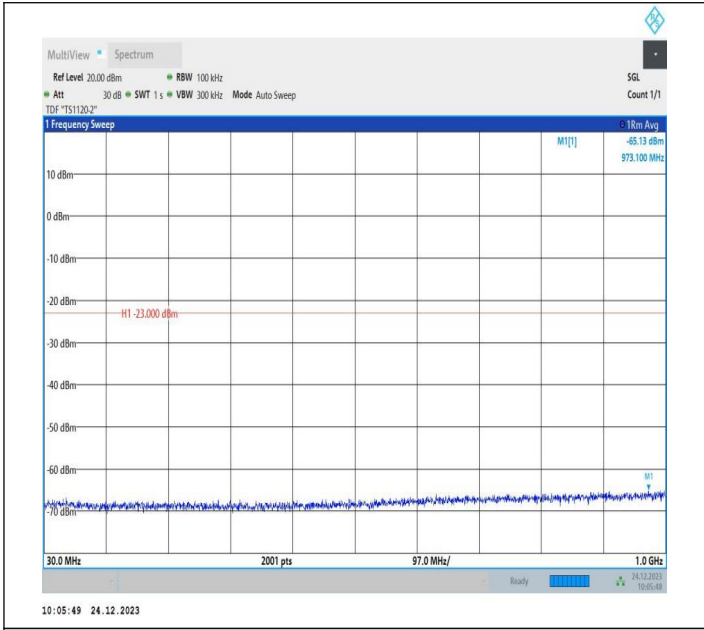 R S
MultiView Spectrum
Ref Level 20.00 dBm RBW 100 kHz SGL
Att 30 dB SWT 1 s VBW 300 kHz Mode Auto Sweep Count 1/1
TDF "TS1120-2"
1 Frequency Sweep 1Rm Avg
M1[1] -65.13 dBm
973.100 MHz
10 dBm
0 dBm
-10 dBm
-20 dBm
H1 -23.000 dBm
-30 dBm
-40 dBm
-50 dBm
-60 dBm
M1
-70 dBm
30.0 MHz 2001 pts 97.0 MHz/ 1.0 GHz
Ready 24.12.2023
10:05:48
10:05:49 24.12.2023